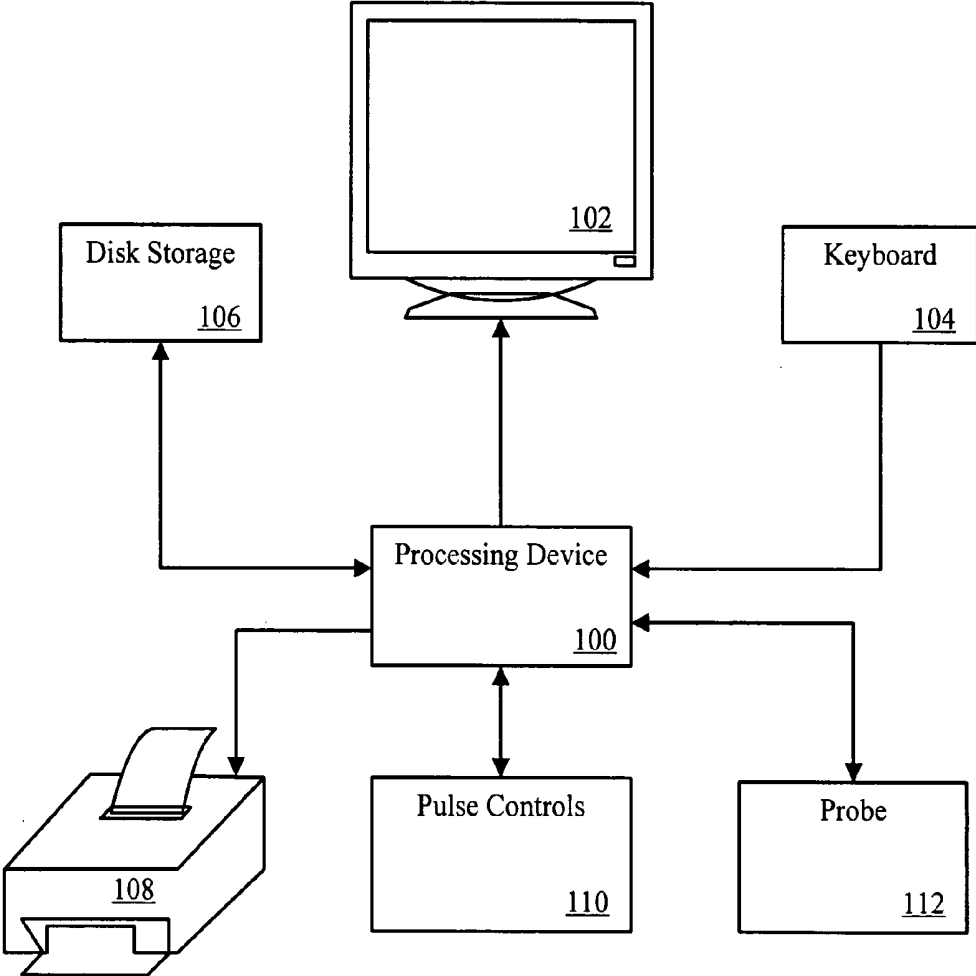 102
Disk Storage
106
Keyboard
104
Processing Device
100
108
Pulse Controls
110
Probe
112